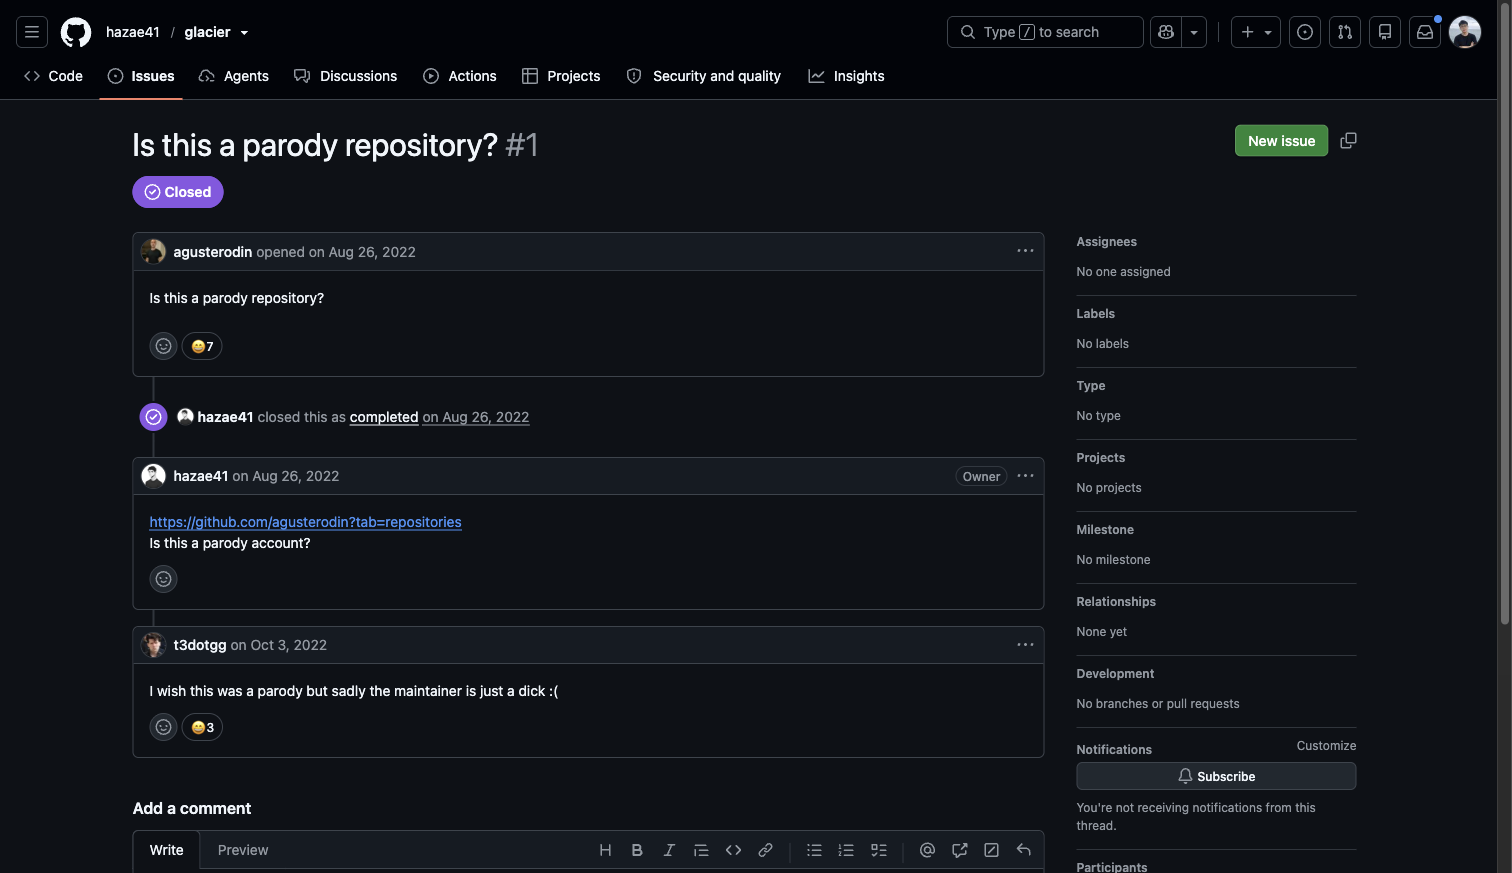 hazae41 / glacier
Type / to search
Code
Issues
Agents
Discussions
Actions
Projects
Security and quality
Insights
Is this a parody repository? #1
New issue
Closed
agusterodin opened on Aug 26, 2022
Is this a parody repository?
😄7
hazae41 closed this as completed on Aug 26, 2022
hazae41 on Aug 26, 2022
Owner
https://github.com/agusterodin?tab=repositories
Is this a parody account?
t3dotgg on Oct 3, 2022
I wish this was a parody but sadly the maintainer is just a dick :(
😄3
Add a comment
Write
Preview
Assignees
No one assigned
Labels
No labels
Type
No type
Projects
No projects
Milestone
No milestone
Relationships
None yet
Development
No branches or pull requests
Notifications
Customize
Subscribe
You're not receiving notifications from this
thread.
Participants